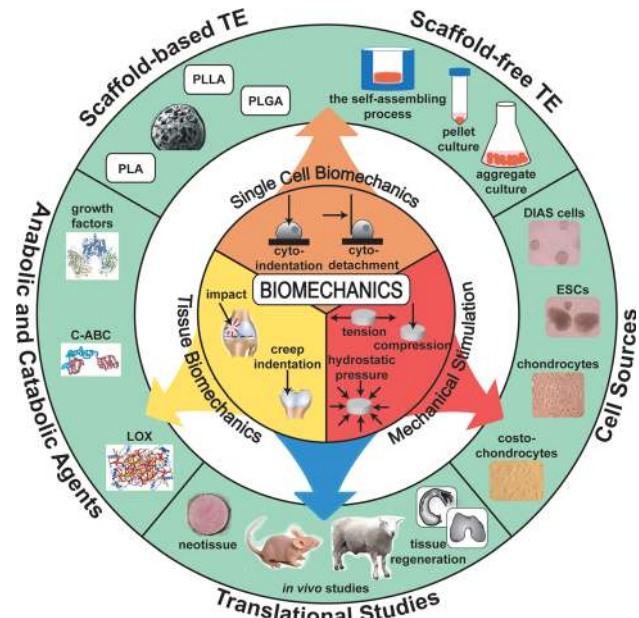 Scaffold-based TE
Scaffold-free TE
PLLA
PLGA
PLA
the self-assembling
process
pellet
culture
aggregate
culture
Anabolic and Catabolic Agents
growth
factors
C-ABC
LOX
Cell Sources
DIAS cells
ESCs
chondrocytes
costo-
chondrocytes
Single Cell Biomechanics
cyto-
indentation
cyto-
detachment
BIOMECHANICS
Tissue Biomechanics
impact
creep
indentation
Mechanical Stimulation
tension
compression
hydrostatic
pressure
neotissue
in vivo studies
tissue
regeneration
Translational Studies